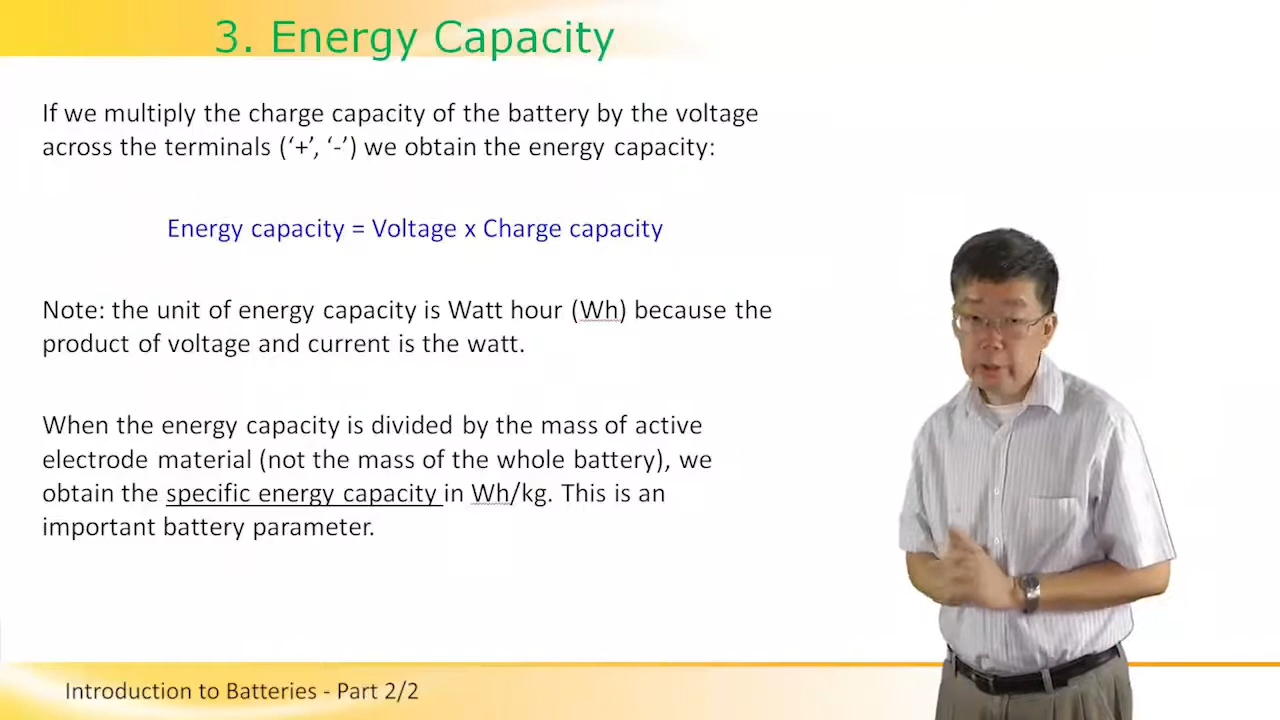 3. Energy Capacity
If we multiply the charge capacity of the battery by the voltage
across the terminals (‘+’, ‘-’) we obtain the energy capacity:
Energy capacity = Voltage x Charge capacity
Note: the unit of energy capacity is Watt hour (Wh) because the
product of voltage and current is the watt.
When the energy capacity is divided by the mass of active
electrode material (not the mass of the whole battery), we
obtain the specific energy capacity in Wh/kg. This is an
important battery parameter.
Introduction to Batteries - Part 2/2